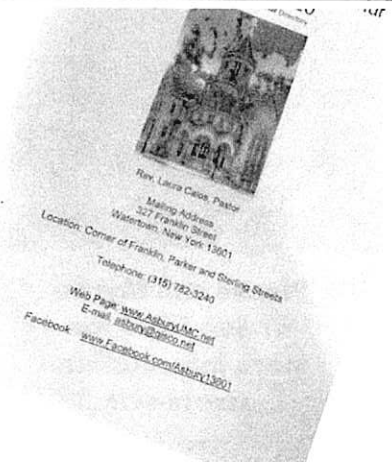 Directory
Rev. Laura Caios, Pastor
Mailing Address
327 Franklin Street
Watertown, New York 13601
Location: Corner of Franklin, Parker and Sterling Streets
Telephone: (315) 782-3240
Web Page: www.AsburyUMC.net
E-mail: asbury@gisco.net
Facebook: www.Facebook.com/Asbury13601